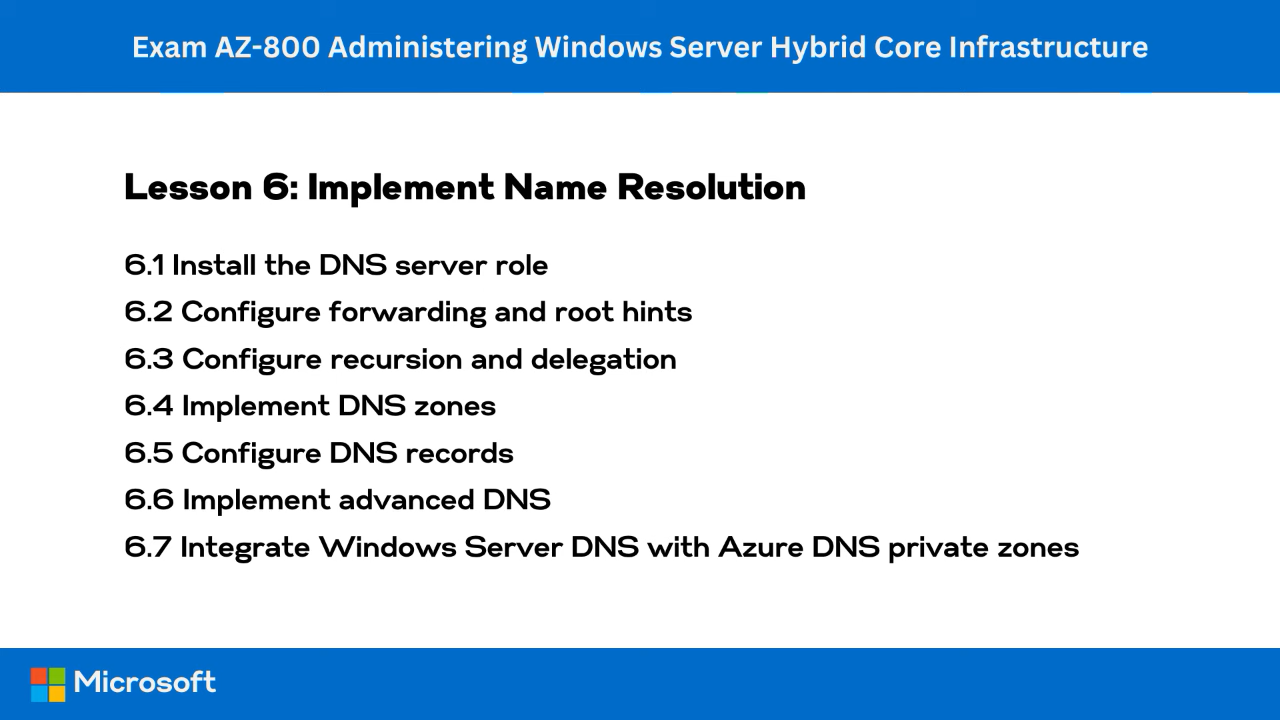 Exam AZ-800 Administering Windows Server Hybrid Core Infrastructure
Lesson 6: Implement Name Resolution
6.1 Install the DNS server role
6.2 Configure forwarding and root hints
6.3 Configure recursion and delegation
6.4 Implement DNS zones
6.5 Configure DNS records
6.6 Implement advanced DNS
6.7 Integrate Windows Server DNS with Azure DNS private zones
Microsoft